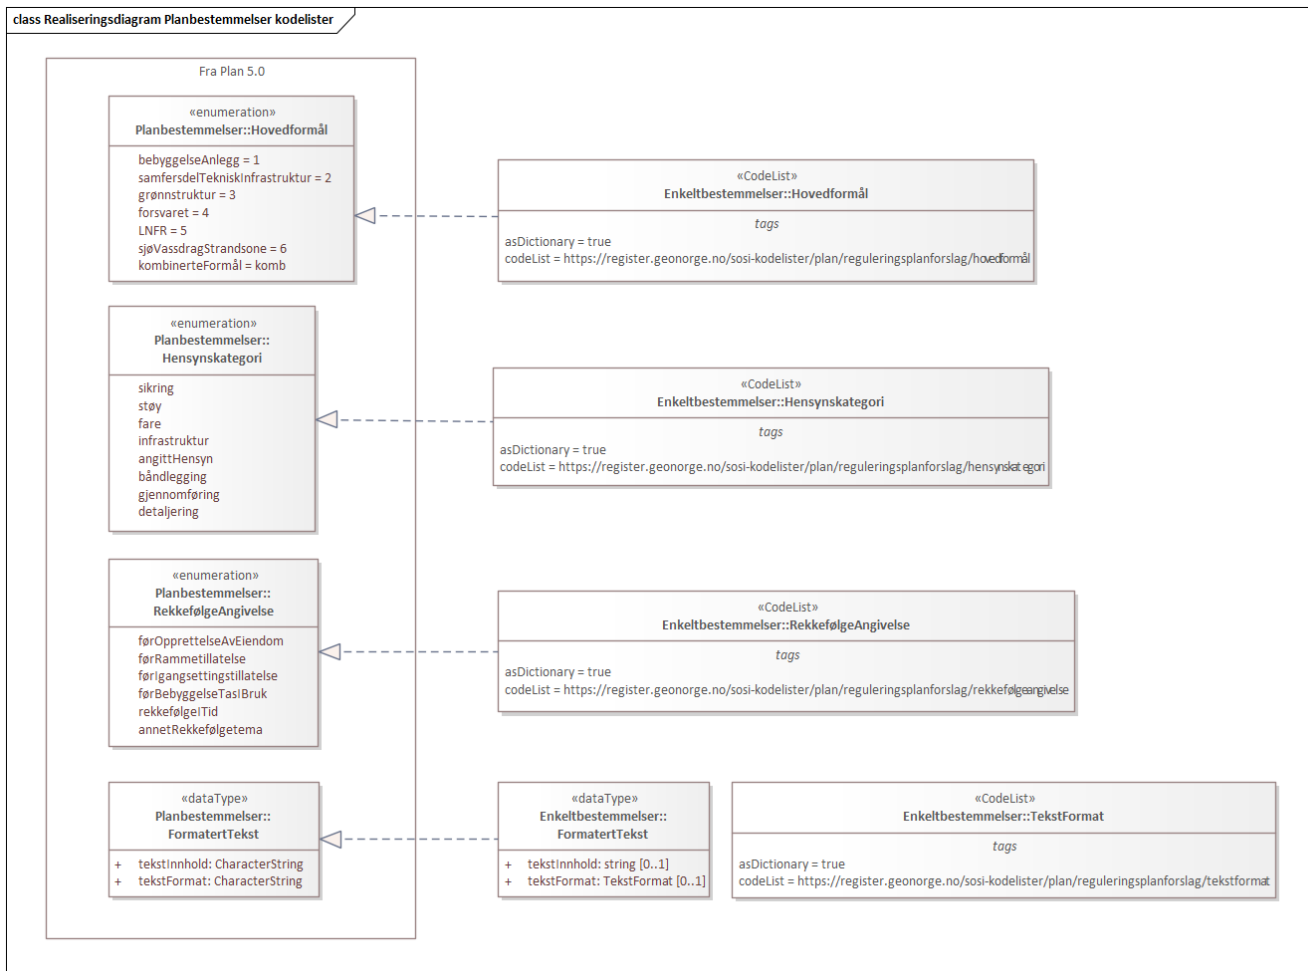 class Realiseringsdiagram Planbestemmelser kodelister
Fra Plan 5.0
«enumeration»
Planbestemmelser::Hovedformål
bebyggelseAnlegg = 1
samfersdelTekniskInfrastruktur = 2
grønnstruktur = 3
forsvaret = 4
LNFR = 5
sjøVassdragStrandsone = 6
kombinerteFormål = komb
«CodeList»
Enkeltbestemmelser::Hovedformål
tags
asDictionary = true
codeList = https://register.geonorge.no/sosi-kodelister/plan/reguleringsplanforslag/hovedformål
«enumeration»
Planbestemmelser::
Hensynskategori
sikring
støy
fare
infrastruktur
angittHensyn
båndlegging
gjennomføring
detaljering
«CodeList»
Enkeltbestemmelser::Hensynskategori
tags
asDictionary = true
codeList = https://register.geonorge.no/sosi-kodelister/plan/reguleringsplanforslag/hensynskategori
«enumeration»
Planbestemmelser::
RekkefølgeAngivelse
førOpprettelseAvEiendom
førRammetillatelse
førIgangsettingstillatelse
førBebyggelseTasIBruk
rekkefølgeITid
annetRekkefølgetema
«CodeList»
Enkeltbestemmelser::RekkefølgeAngivelse
tags
asDictionary = true
codeList = https://register.geonorge.no/sosi-kodelister/plan/reguleringsplanforslag/rekkefølgeangivelse
«dataType»
Planbestemmelser::
FormatertTekst
+ tekstInnhold: CharacterString
+ tekstFormat: CharacterString
«dataType»
Enkeltbestemmelser::
FormatertTekst
+ tekstInnhold: string [0..1]
+ tekstFormat: TekstFormat [0..1]
«CodeList»
Enkeltbestemmelser::TekstFormat
tags
asDictionary = true
codeList = https://register.geonorge.no/sosi-kodelister/plan/reguleringsplanforslag/tekstformat